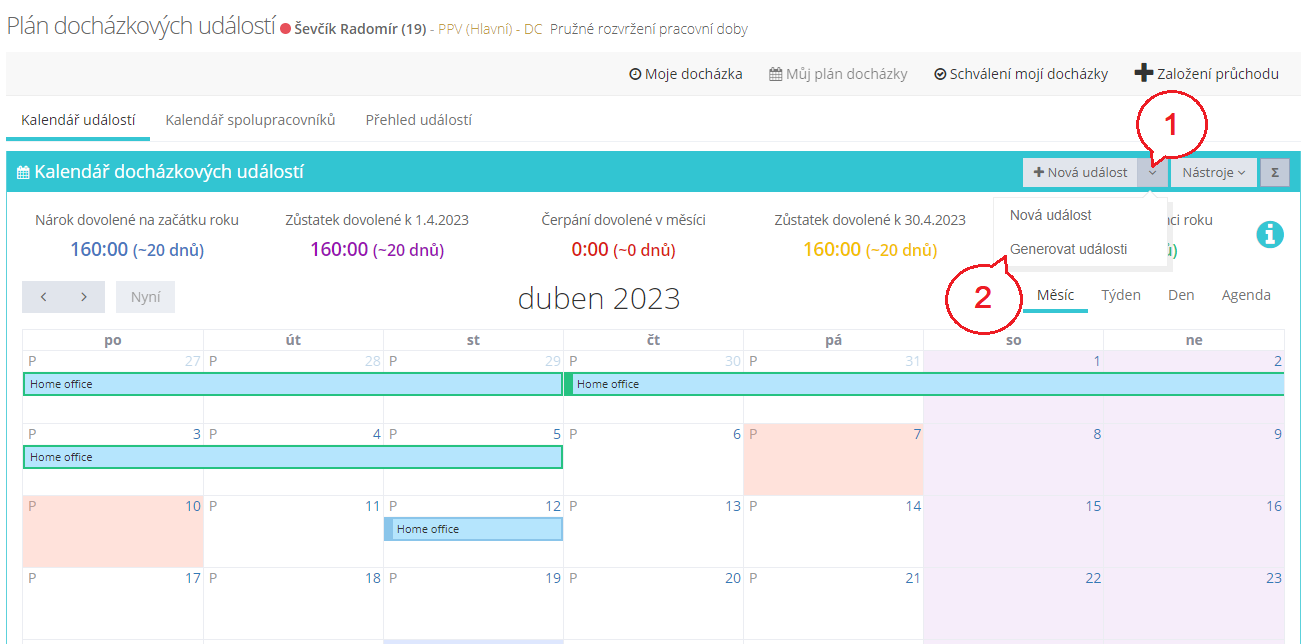 Plán docházkových událostí Ševčík Radomír (19) - PPV (Hlavní) - DC Pružné rozvržení pracovní doby
Moje docházka Můj plán docházky Schválení mojí docházky Založení průchodu
Kalendář událostí Kalendář spolupracovníků Přehled událostí
1
Kalendář docházkových událostí Nová událost Nástroje Σ
Nárok dovolené na začátku roku Zůstatek dovolené k 1.4.2023 Čerpání dovolené v měsíci Zůstatek dovolené k 30.4.2023 Nová událost roku
160:00 (~20 dnů) 160:00 (~20 dnů) 0:00 (~0 dnů) 160:00 (~20 dnů) Generovat události
2
< > Nyní duben 2023 Měsíc Týden Den Agenda
po út st čt pá so ne
P 27 P 28 P 29 P 30 P 31 1 2
Home office Home office
P 3 P 4 P 5 P 6 P 7 8 9
Home office
P 10 P 11 P 12 P 13 P 14 15 16
Home office
P 17 P 18 P 19 P 20 P 21 22 23